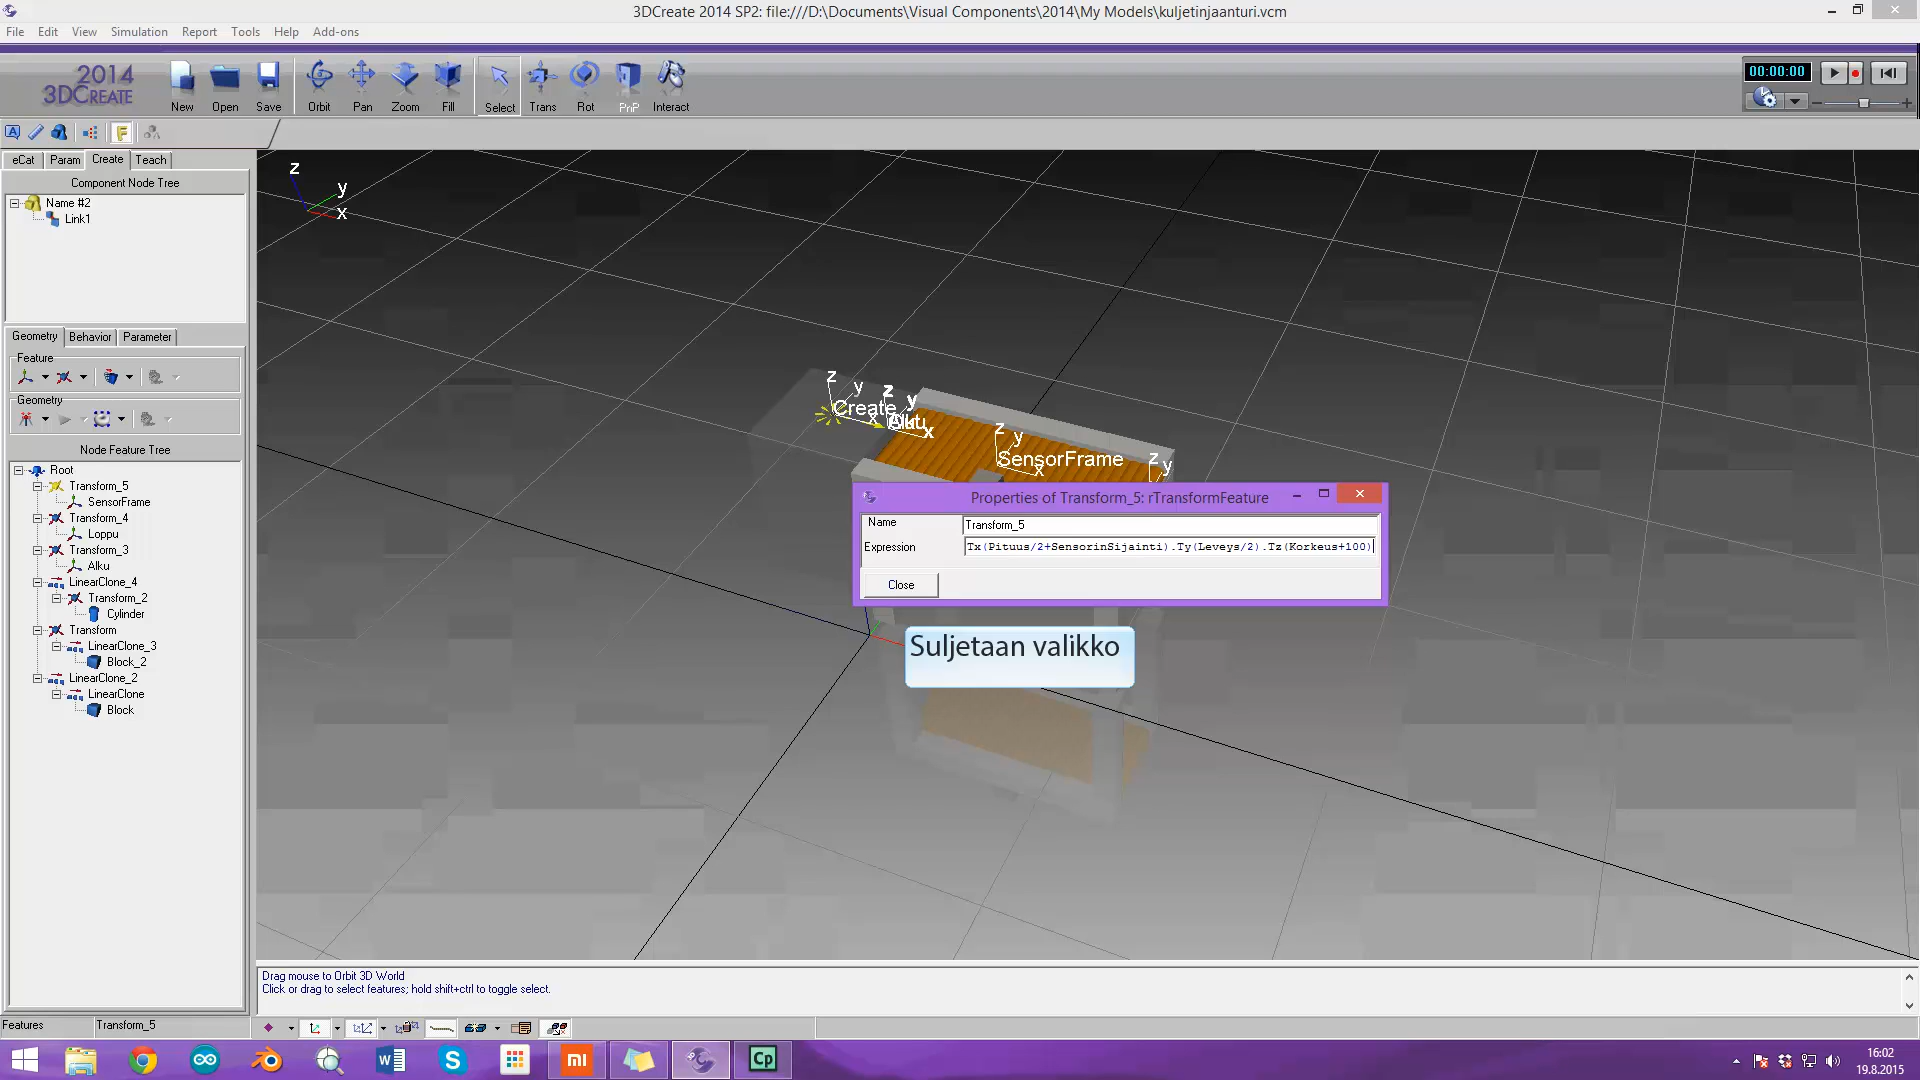 3DCreate 2014 SP2: file:///D:\Documents\Visual Components\2014\My Models\kuljetinjaanturi.vcm
File Edit View Simulation Report Tools Help Add-ons
2014
3DCREATE
New Open Save Orbit Pan Zoom Fill Select Trans Rot PnP Interact
00:00:00
eCat Param Create Teach
Component Node Tree
Name #2
Link1
Geometry Behavior Parameter
Feature
Geometry
Node Feature Tree
Root
Transform_5
SensorFrame
Transform_4
Loppu
Transform_3
Alku
LinearClone_4
Transform_2
Cylinder
Transform
LinearClone_3
Block_2
LinearClone_2
LinearClone
Block
z
y
x
z
y
Create
x
z
y
Alku
x
z
y
SensorFrame
x
z
y
Properties of Transform_5: rTransformFeature
Name Transform_5
Expression Tx(Pituus/2+SensorinSijainti).Ty(Leveys/2).Tz(Korkeus+100)
Close
Suljetaan valikko
Drag mouse to Orbit 3D World
Click or drag to select features; hold shift+ctrl to toggle select.
Features Transform_5
16:02
19.8.2015